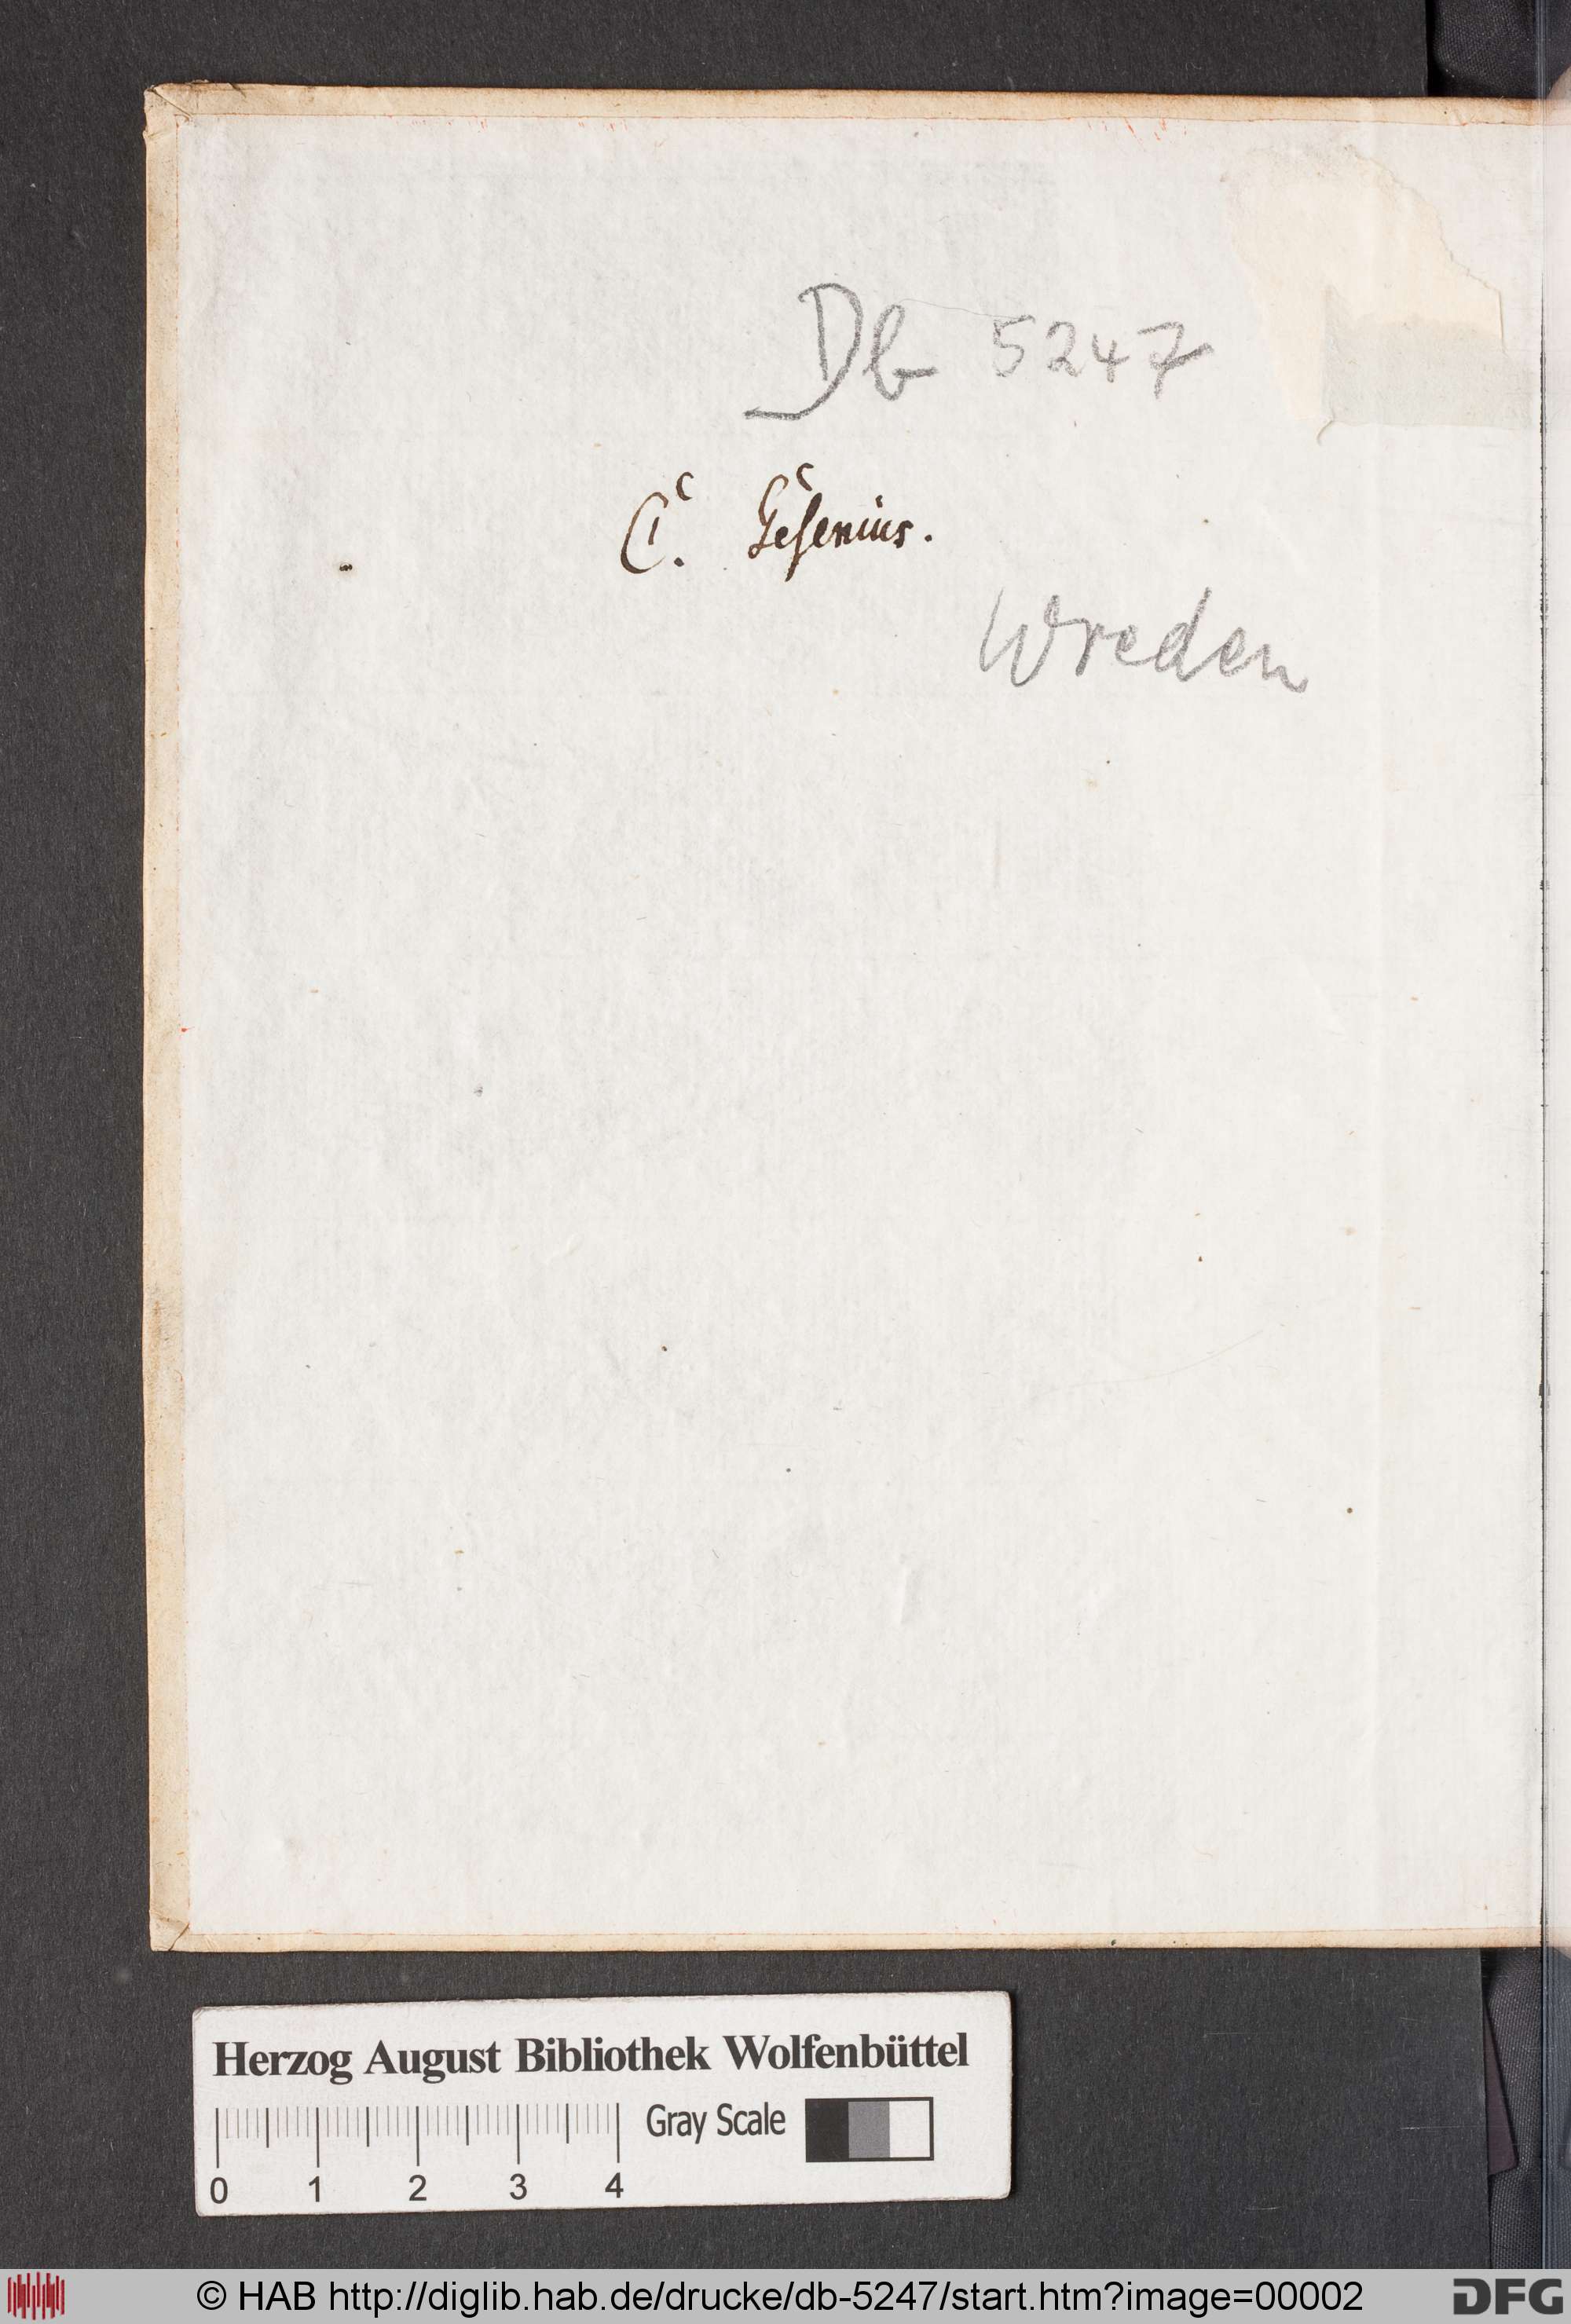 Db 5247
C. Gesenius.
Wreden
Herzog August Bibliothek Wolfenbüttel
Gray Scale
0 1 2 3 4
© HAB http://diglib.hab.de/drucke/db-5247/start.htm?image=00002
DFG